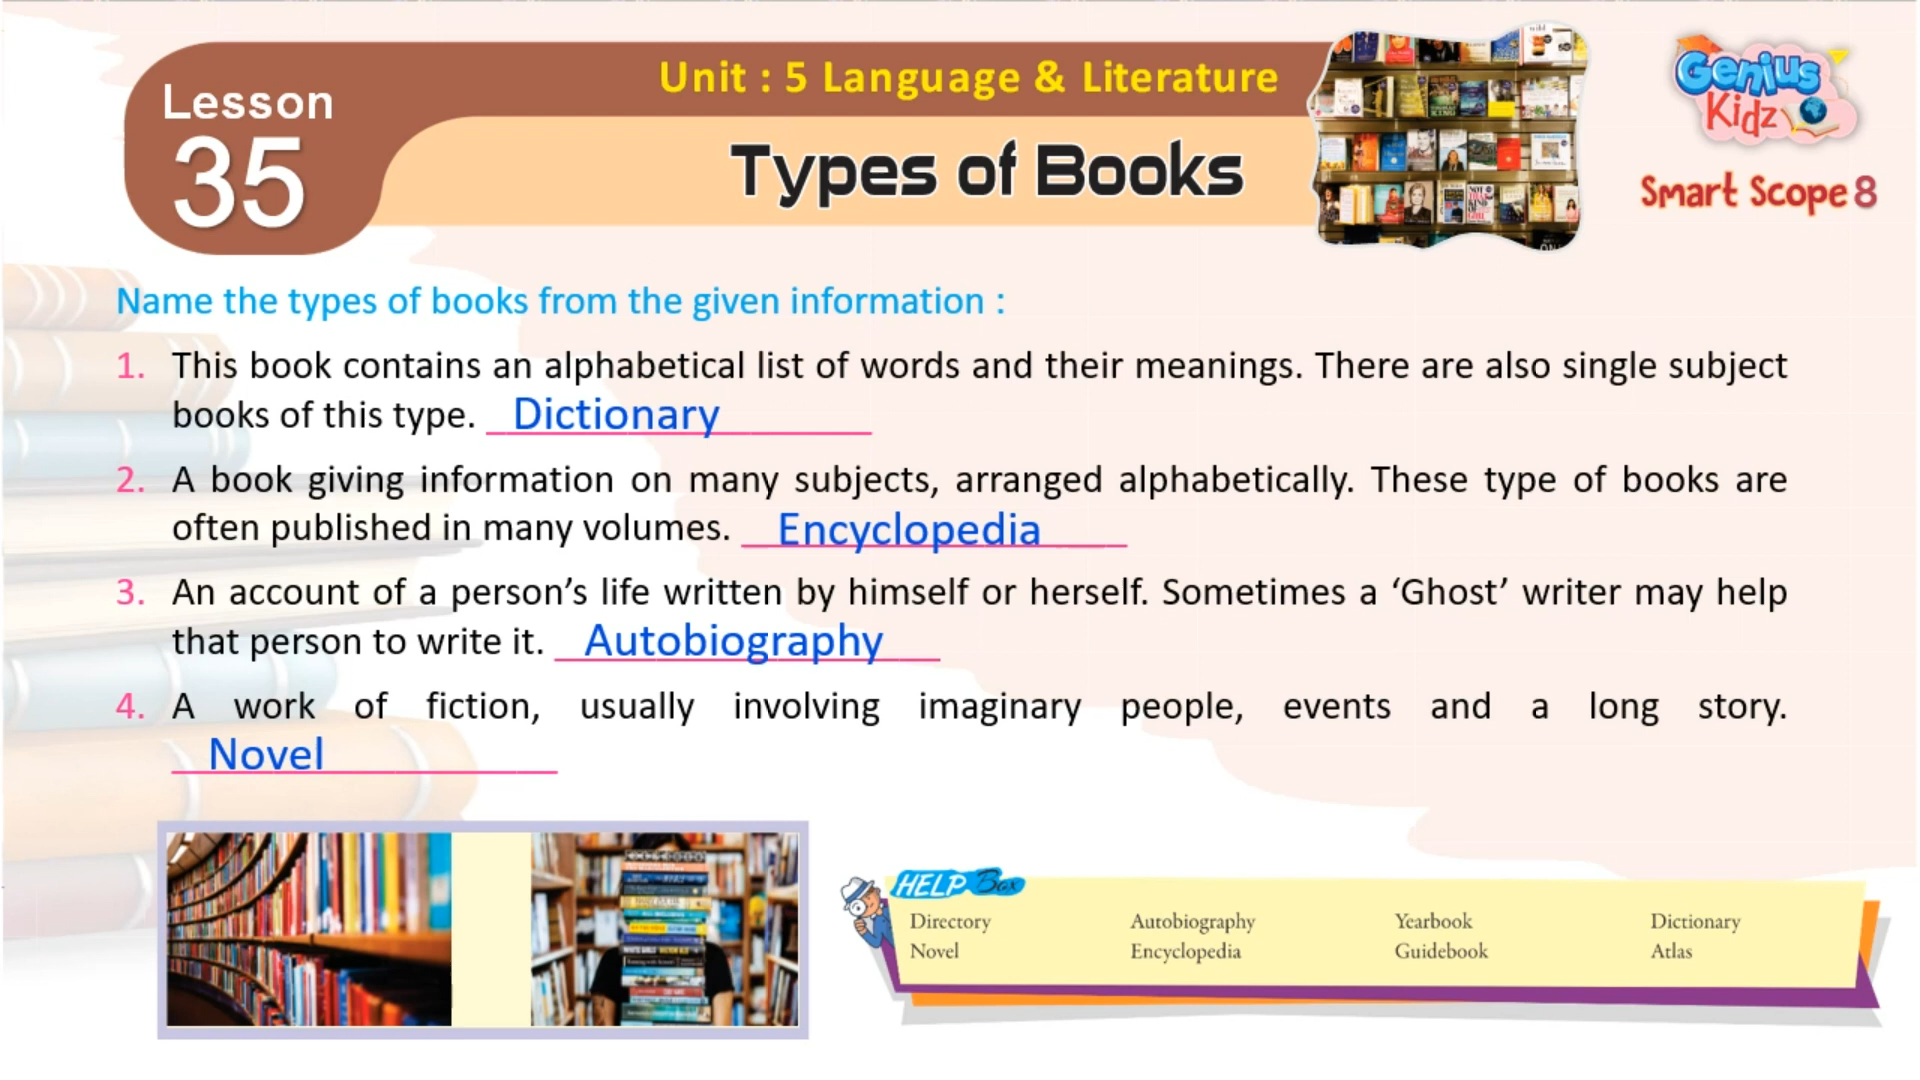 Lesson
35
Unit : 5 Language & Literature
Types of Books
Genius
Kidz
Smart Scope 8
Name the types of books from the given information :
1. This book contains an alphabetical list of words and their meanings. There are also single subject
books of this type. Dictionary
2. A book giving information on many subjects, arranged alphabetically. These type of books are
often published in many volumes. Encyclopedia
3. An account of a person’s life written by himself or herself. Sometimes a ‘Ghost’ writer may help
that person to write it. Autobiography
4. A work of fiction, usually involving imaginary people, events and a long story.
Novel
HELP Box
Directory Autobiography Yearbook Dictionary
Novel Encyclopedia Guidebook Atlas